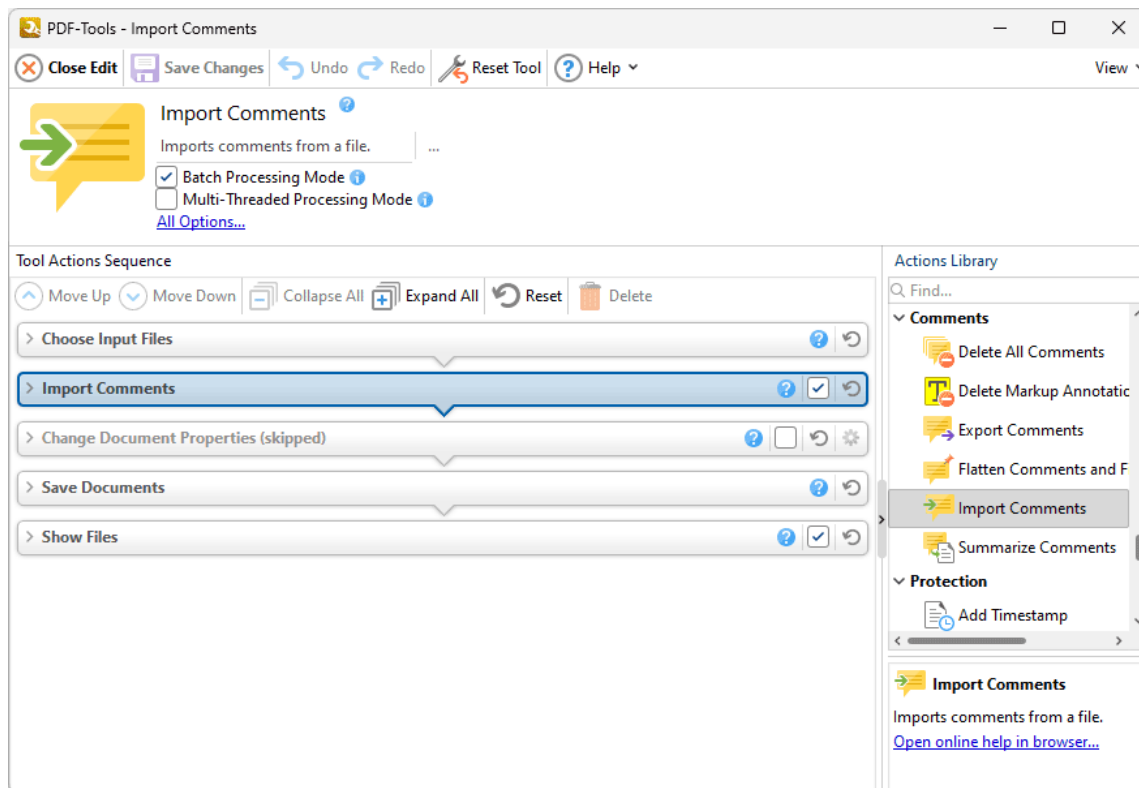 PDF-Tools - Import Comments
Close Edit Save Changes Undo Redo Reset Tool ? Help View
Import Comments ?
Imports comments from a file. ...
Batch Processing Mode i
Multi-Threaded Processing Mode i
All Options...
Tool Actions Sequence
Move Up Move Down Collapse All Expand All Reset Delete
Choose Input Files ?
Import Comments ?
Change Document Properties (skipped) ?
Save Documents ?
Show Files ?
Actions Library
Find...
Comments
Delete All Comments
T Delete Markup Annotatic
Export Comments
Flatten Comments and F
Import Comments
Summarize Comments
Protection
Add Timestamp
Import Comments
Imports comments from a file.
Open online help in browser...